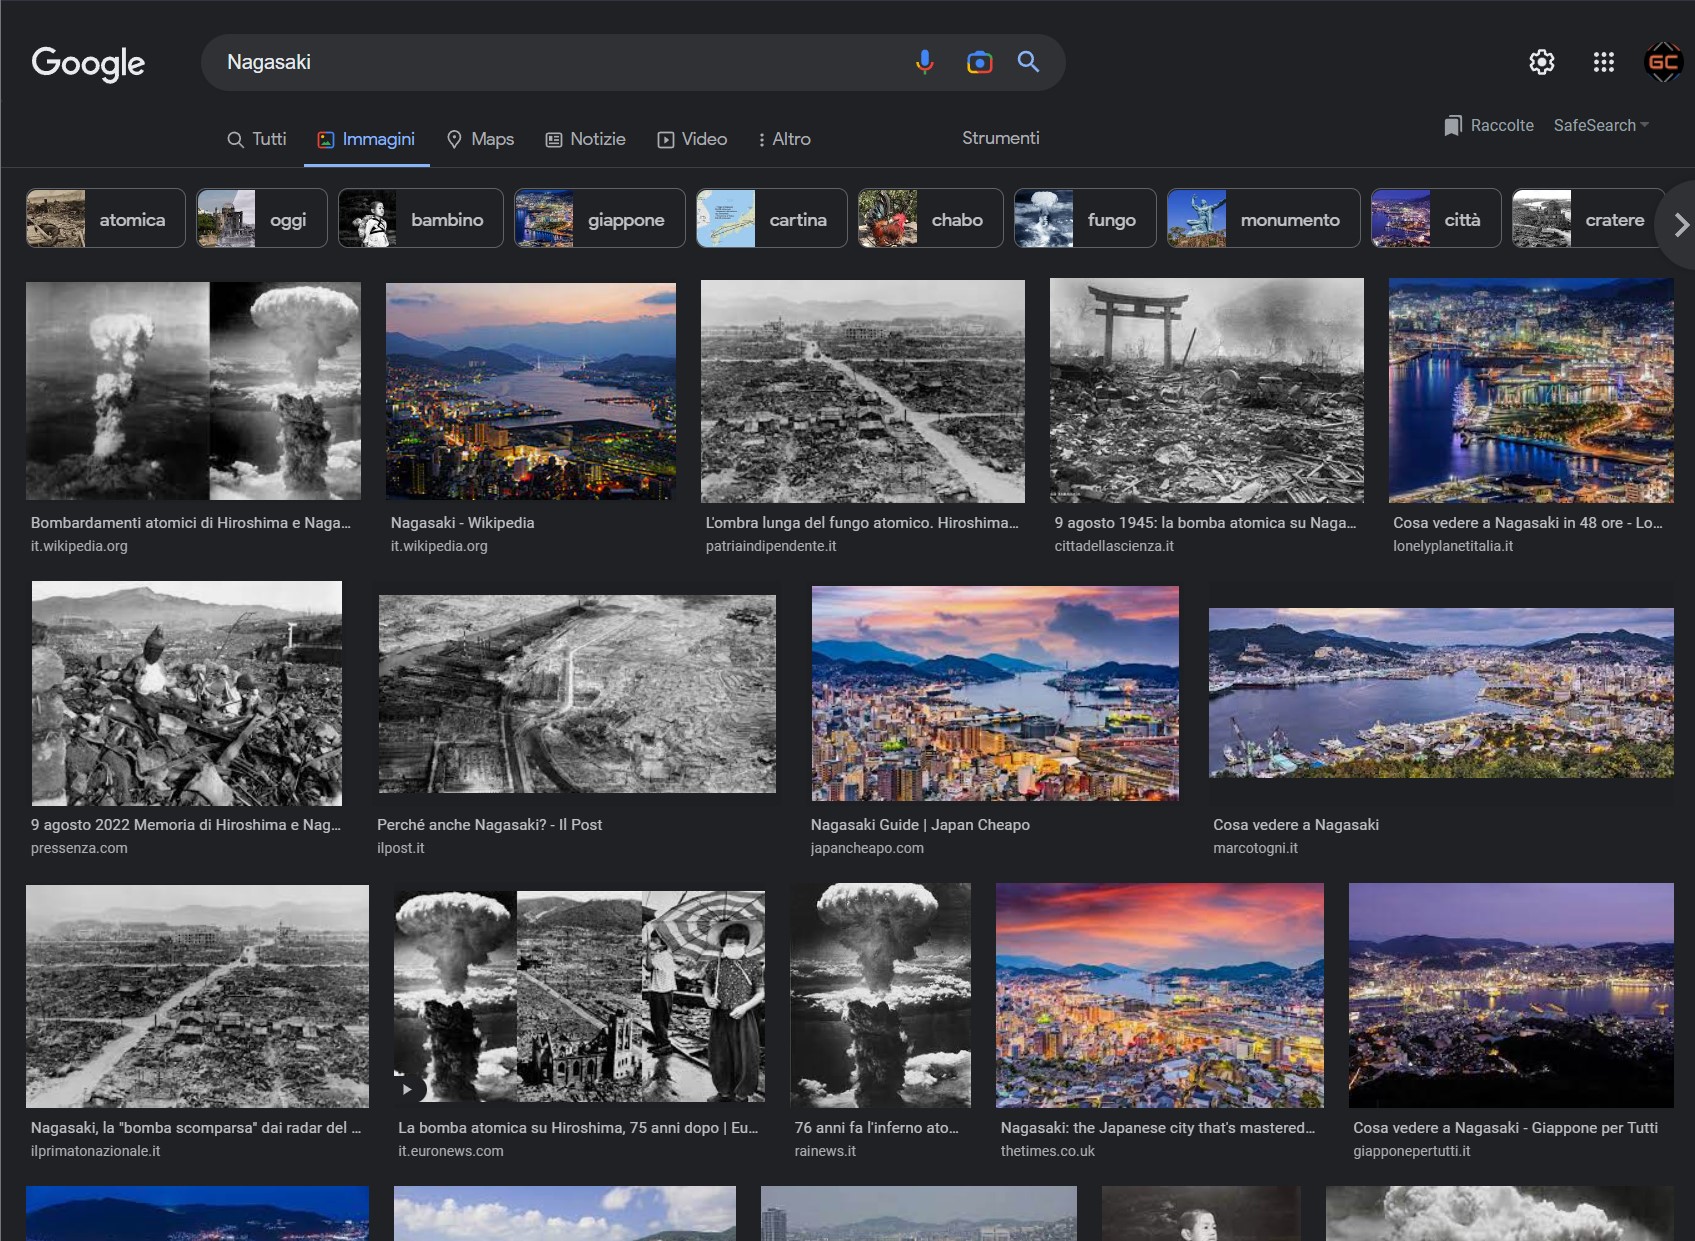 Google
Nagasaki
GC
Tutti
Immagini
Maps
Notizie
Video
Altro
Strumenti
Raccolte
SafeSearch
atomica
oggi
bambino
giappone
cartina
chabo
fungo
monumento
città
cratere
Bombardamenti atomici di Hiroshima e Naga...
it.wikipedia.org
Nagasaki - Wikipedia
it.wikipedia.org
L'ombra lunga del fungo atomico. Hiroshima...
patriaindipendente.it
9 agosto 1945: la bomba atomica su Naga...
cittadellascienza.it
Cosa vedere a Nagasaki in 48 ore - Lo...
lonelyplanetitalia.it
9 agosto 2022 Memoria di Hiroshima e Nag...
pressenza.com
Perché anche Nagasaki? - Il Post
ilpost.it
Nagasaki Guide | Japan Cheapo
japancheapo.com
Cosa vedere a Nagasaki
marcotogni.it
Nagasaki, la "bomba scomparsa" dai radar del ...
ilprimatonazionale.it
La bomba atomica su Hiroshima, 75 anni dopo | Eu...
it.euronews.com
76 anni fa l'inferno ato...
rainews.it
Nagasaki: the Japanese city that's mastered...
thetimes.co.uk
Cosa vedere a Nagasaki - Giappone per Tutti
giapponepertutti.it